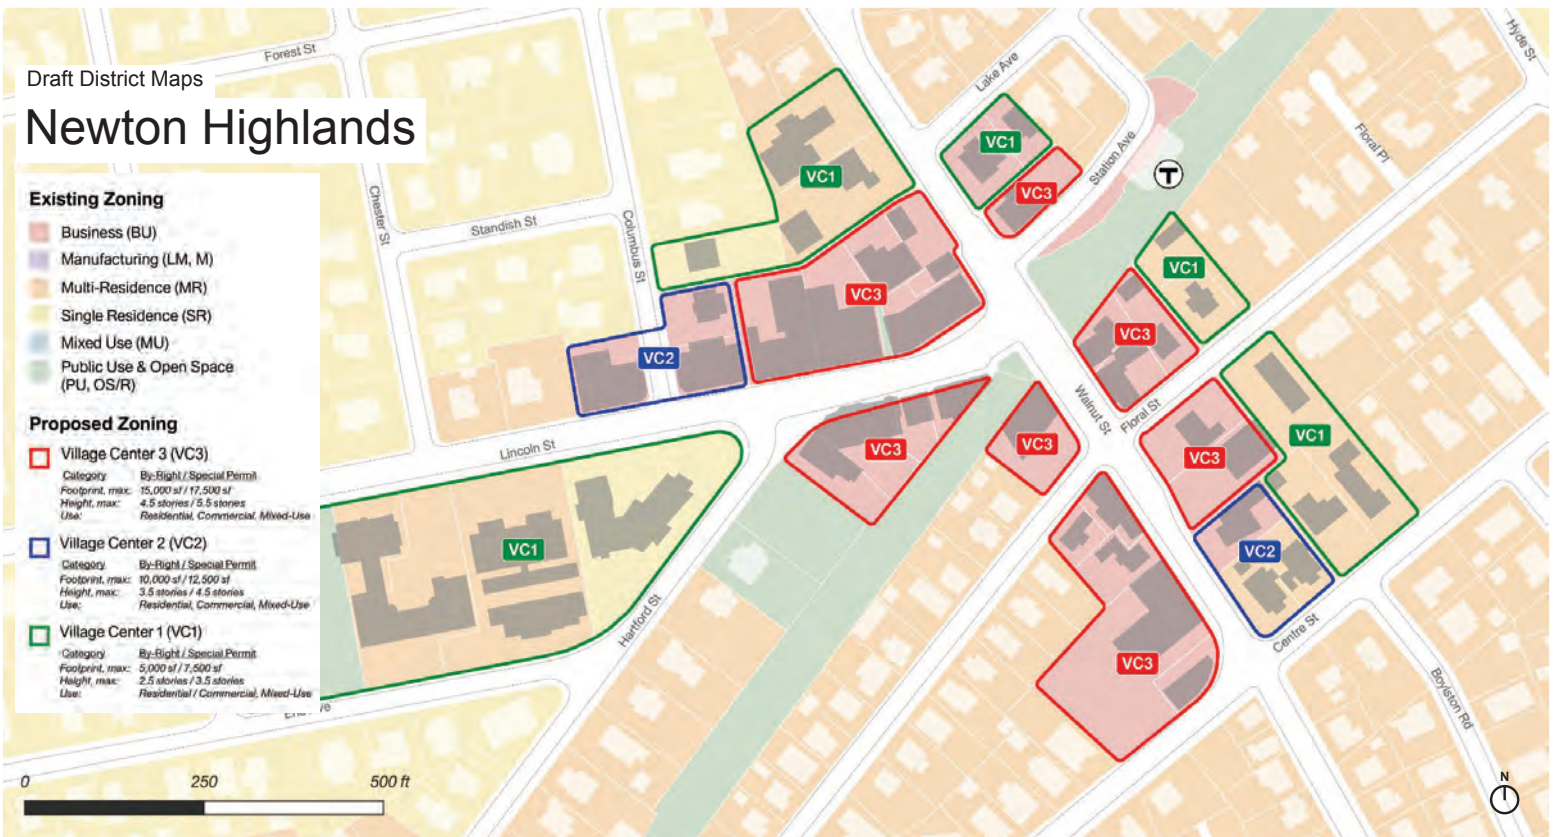 Draft District Maps
Newton Highlands
Existing Zoning
Business (BU)
Manufacturing (LM, M)
Multi-Residence (MR)
Single Residence (SR)
Mixed Use (MU)
Public Use & Open Space
(PU, OS/R)
Proposed Zoning
Village Center 3 (VC3)
Category By-Right / Special Permit
Footprint, max: 15,000 sf / 17,500 sf
Height, max: 4.5 stories / 5.5 stories
Use: Residential, Commercial, Mixed-Use
Village Center 2 (VC2)
Category By-Right / Special Permit
Footprint, max: 10,000 sf / 12,500 sf
Height, max: 3.5 stories / 4.5 stories
Use: Residential, Commercial, Mixed-Use
Village Center 1 (VC1)
Category By-Right / Special Permit
Footprint, max: 5,000 sf / 7,500 sf
Height, max: 2.5 stories / 3.5 stories
Use: Residential / Commercial, Mixed-Use
0 250 500 ft
Forest St
Chester St
Standish St
Columbus St
Lake Ave
Station Ave
Hyde St
Floral Pl
T
VC1
VC1
VC3
VC1
VC3
VC2
VC3
Walnut St
Floral St
Lincoln St
VC3
VC3
VC3
VC1
VC1
VC2
Hartford St
VC3
Centre St
Boylston Rd
N